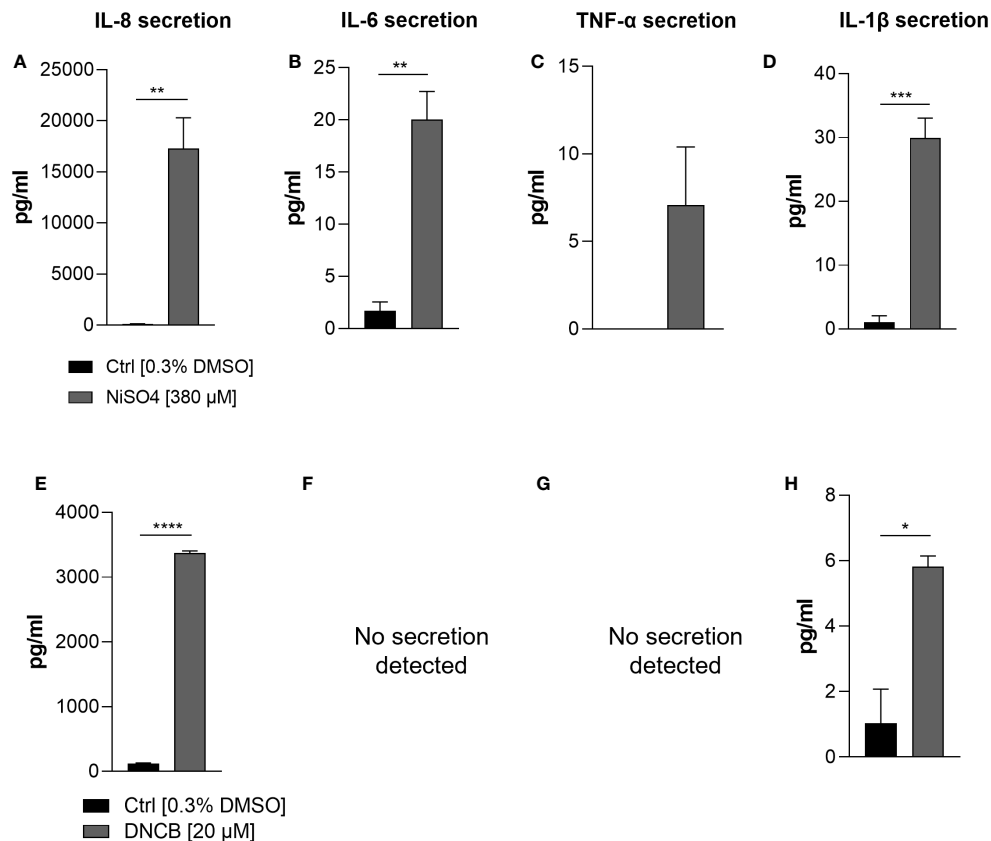 IL-8 secretion
IL-6 secretion
TNF-α secretion
IL-1β secretion
A
25000
20000
15000
10000
5000
0
pg/ml
**
B
25
20
15
10
5
0
pg/ml
**
C
15
10
5
0
pg/ml
D
40
30
20
10
0
pg/ml
***
Ctrl [0.3% DMSO]
NiSO4 [380 µM]
E
4000
3000
2000
1000
0
pg/ml
****
F
No secretion
detected
G
No secretion
detected
H
8
6
4
2
0
pg/ml
*
Ctrl [0.3% DMSO]
DNCB [20 µM]